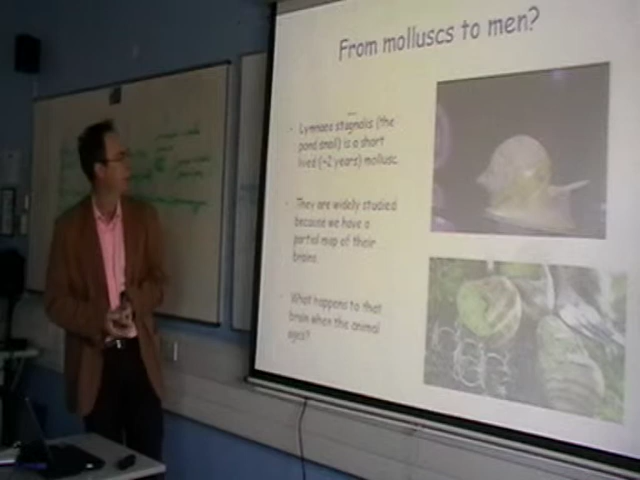 From molluscs to men?
• Lymnaea stagnalis (the
pond snail) is a short
lived (~2 years) mollusc.
• They are widely studied
because we have a
partial map of their
brains.
• What happens to that
brain when the animal
ages?